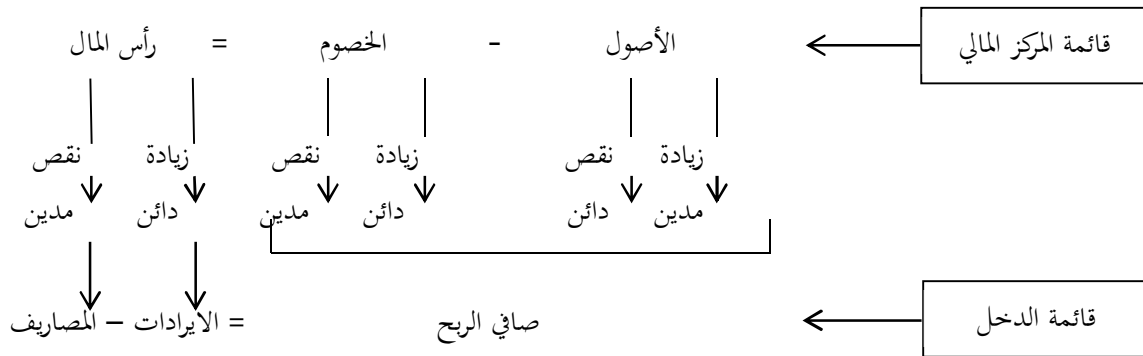 قائمة المركز المالي الأصول - الخصوم = رأس المال
زيادة نقص زيادة نقص زيادة نقص
مدين دائن دائن مدين دائن مدين
قائمة الدخل صافي الربح = الايرادات – المصاريف